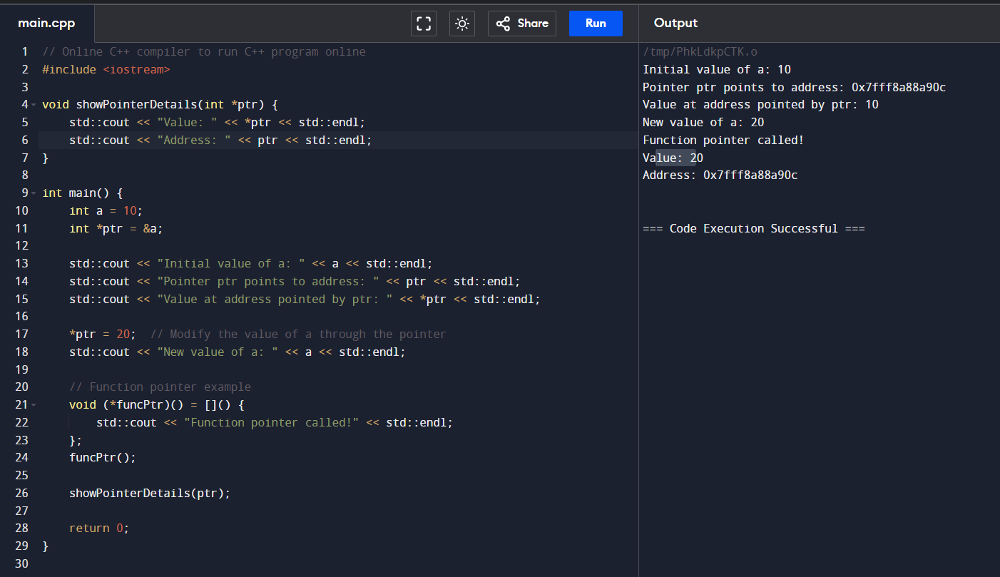 main.cpp
Share
Run
Output
1 // Online C++ compiler to run C++ program online
2 #include <iostream>
3
4 void showPointerDetails(int *ptr) {
5     std::cout << "Value: " << *ptr << std::endl;
6     std::cout << "Address: " << ptr << std::endl;
7 }
8
9 int main() {
10     int a = 10;
11     int *ptr = &a;
12
13     std::cout << "Initial value of a: " << a << std::endl;
14     std::cout << "Pointer ptr points to address: " << ptr << std::endl;
15     std::cout << "Value at address pointed by ptr: " << *ptr << std::endl;
16
17     *ptr = 20;  // Modify the value of a through the pointer
18     std::cout << "New value of a: " << a << std::endl;
19
20     // Function pointer example
21     void (*funcPtr)() = []() {
22         std::cout << "Function pointer called!" << std::endl;
23     };
24     funcPtr();
25
26     showPointerDetails(ptr);
27
28     return 0;
29 }
30
/tmp/PhkLdkpCTK.o
Initial value of a: 10
Pointer ptr points to address: 0x7fff8a88a90c
Value at address pointed by ptr: 10
New value of a: 20
Function pointer called!
Value: 20
Address: 0x7fff8a88a90c
=== Code Execution Successful ===